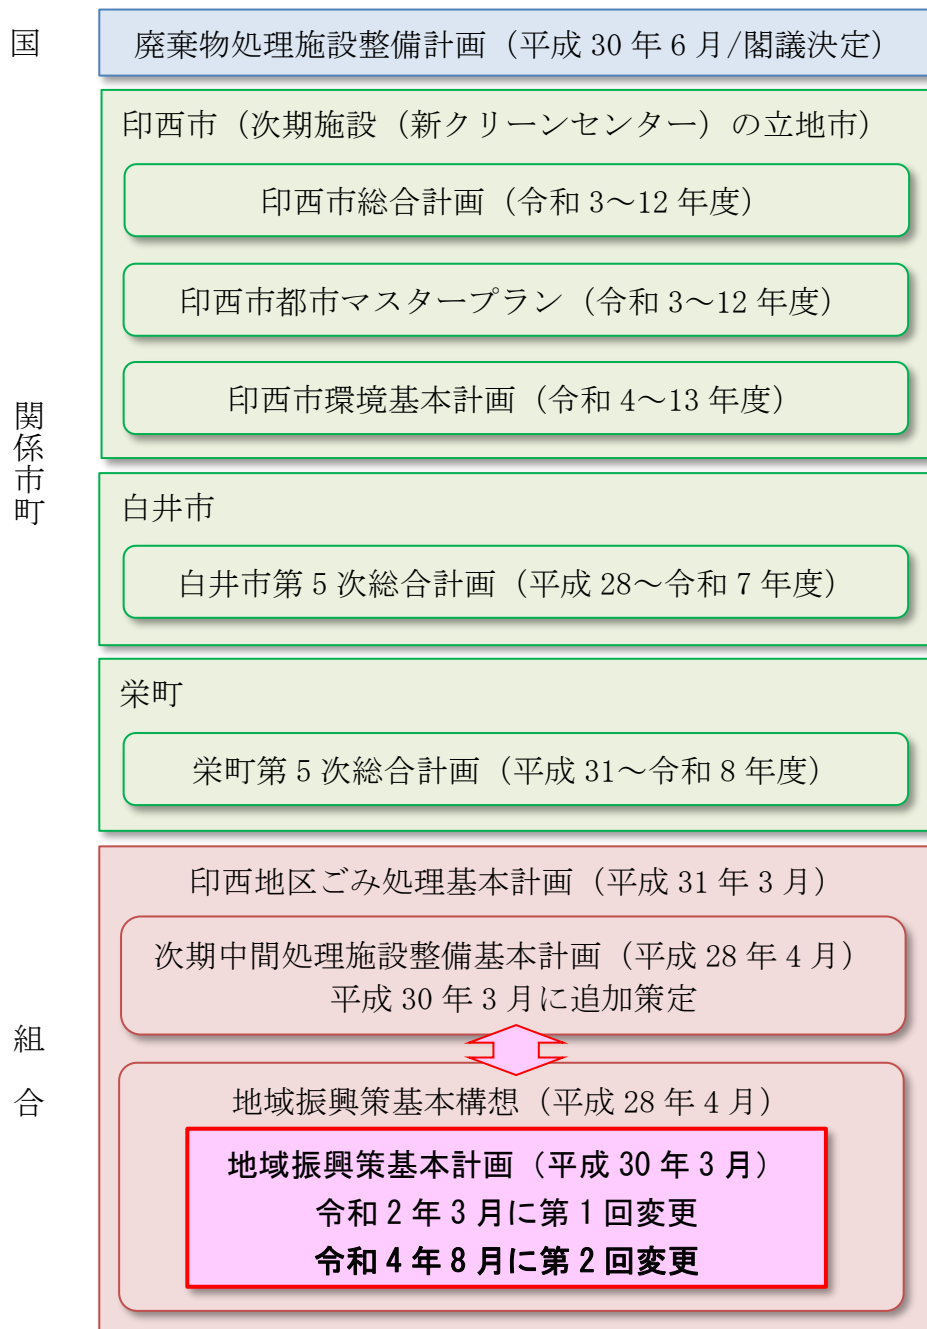 国
廃棄物処理施設整備計画（平成 30 年 6 月/閣議決定）
関係市町
印西市（次期施設（新クリーンセンター）の立地市）
印西市総合計画（令和 3～12 年度）
印西市都市マスタープラン（令和 3～12 年度）
印西市環境基本計画（令和 4～13 年度）
白井市
白井市第 5 次総合計画（平成 28～令和 7 年度）
栄町
栄町第 5 次総合計画（平成 31～令和 8 年度）
組合
印西地区ごみ処理基本計画（平成 31 年 3 月）
次期中間処理施設整備基本計画（平成 28 年 4 月）
平成 30 年 3 月に追加策定
地域振興策基本構想（平成 28 年 4 月）
地域振興策基本計画（平成 30 年 3 月）
令和 2 年 3 月に第 1 回変更
令和 4 年 8 月に第 2 回変更